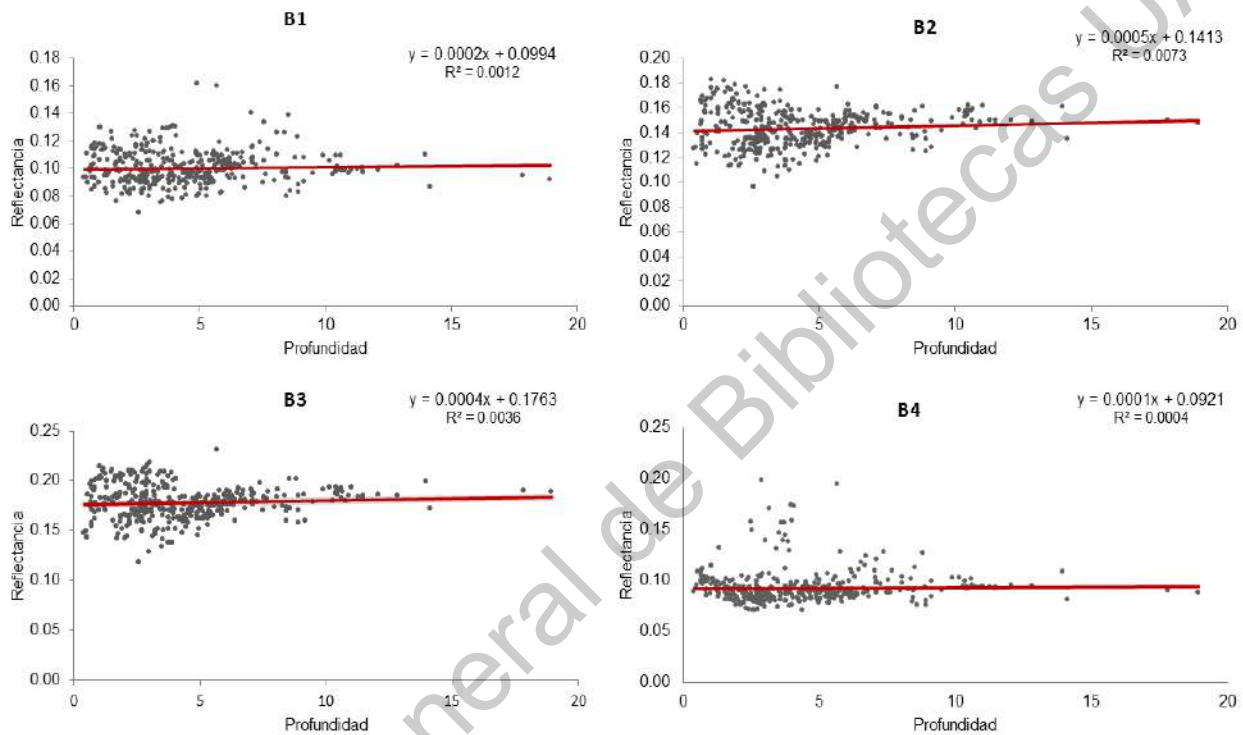 B1
y = 0.0002x + 0.0994
R² = 0.0012
0.18
0.16
0.14
0.12
0.10
0.08
0.06
0.04
0.02
0.00
Reflectancia
0
5
10
15
20
Profundidad
B2
y = 0.0005x + 0.1413
R² = 0.0073
0.20
0.18
0.16
0.14
0.12
0.10
0.08
0.06
0.04
0.02
0.00
Reflectancia
0
5
10
15
20
Profundidad
B3
y = 0.0004x + 0.1763
R² = 0.0036
0.25
0.20
0.15
0.10
0.05
0.00
Reflectancia
0
5
10
15
20
Profundidad
B4
y = 0.0001x + 0.0921
R² = 0.0004
0.25
0.20
0.15
0.10
0.05
0.00
Reflectancia
0
5
10
15
20
Profundidad
neral de Bibliotecas